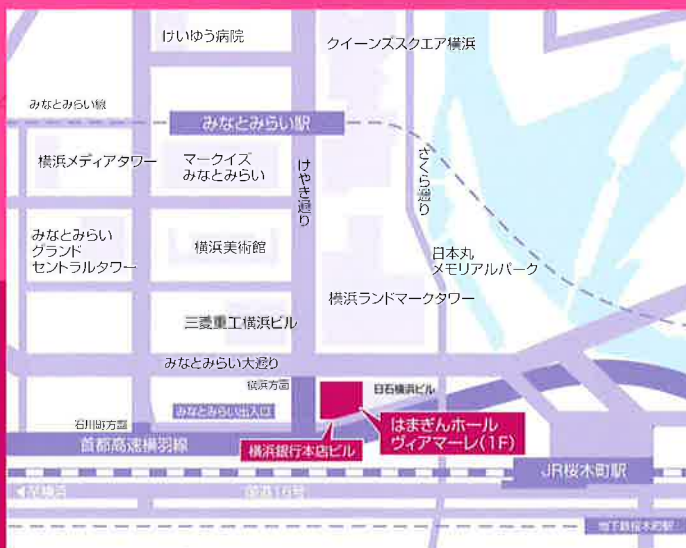 けいゆう病院
クイーンズスクエア横浜
みなとみらい線
みなとみらい駅
横浜メディアタワー
マークイズ
みなとみらい
けやき通り
さくら通り
みなとみらい
グランド
セントラルタワー
横浜美術館
日本丸
メモリアルパーク
横浜ランドマークタワー
三菱重工横浜ビル
みなとみらい大通り
横浜方面
日石横浜ビル
みなとみらい出入口
石川町方面
はまぎんホール
ヴィアマーレ(1F)
首都高速横羽線
横浜銀行本店ビル
JR桜木町駅
◀至横浜
国道16号
地下鉄桜木町駅